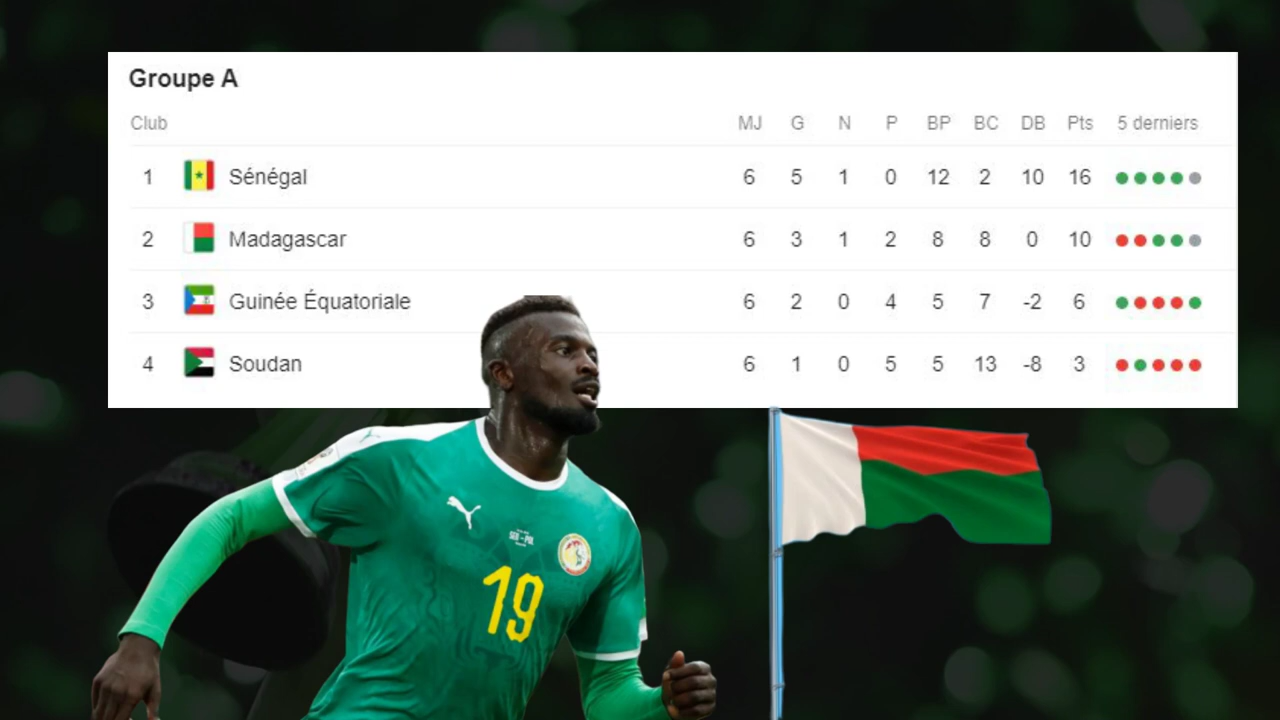 Groupe A
Club MJ G N P BP BC DB Pts 5 derniers
1 Sénégal 6 5 1 0 12 2 10 16
2 Madagascar 6 3 1 2 8 8 0 10
3 Guinée Équatoriale 6 2 0 4 5 7 -2 6
4 Soudan 6 1 0 5 5 13 -8 3
SEN - POL
19